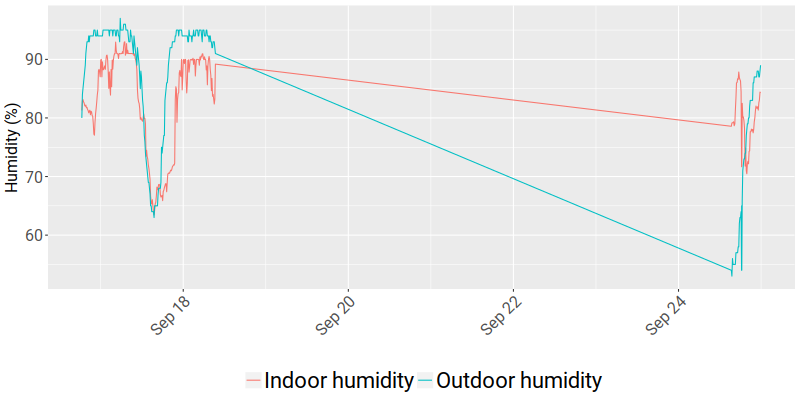 Humidity (%)
90
80
70
60
Sep 18
Sep 20
Sep 22
Sep 24
Indoor humidity
Outdoor humidity